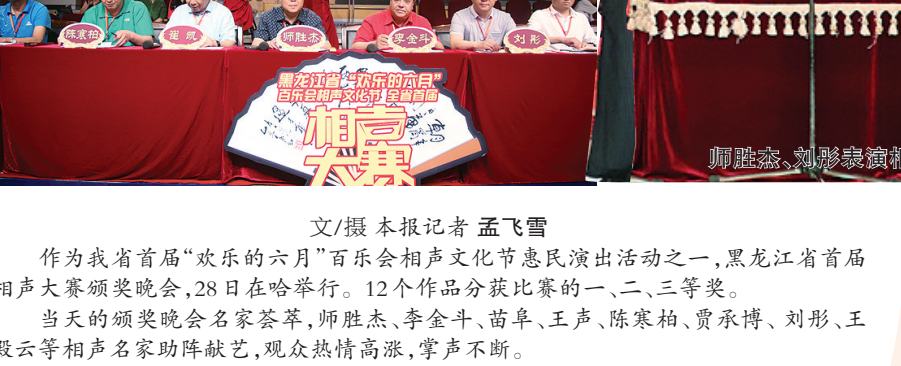 陈寒柏
崔凯
师胜杰
李金斗
刘彤
黑龙江省“欢乐的六月”
百乐会相声文化节 全省首届
相声
大赛
师胜杰、刘彤表演相
文/摄 本报记者 孟飞雪
作为我省首届“欢乐的六月”百乐会相声文化节惠民演出活动之一,黑龙江省首届
相声大赛颁奖晚会,28日在哈举行。12个作品分获比赛的一、二、三等奖。
当天的颁奖晚会名家荟萃,师胜杰、李金斗、苗阜、王声、陈寒柏、贾承博、刘彤、王
殿云等相声名家助阵献艺,观众热情高涨,掌声不断。